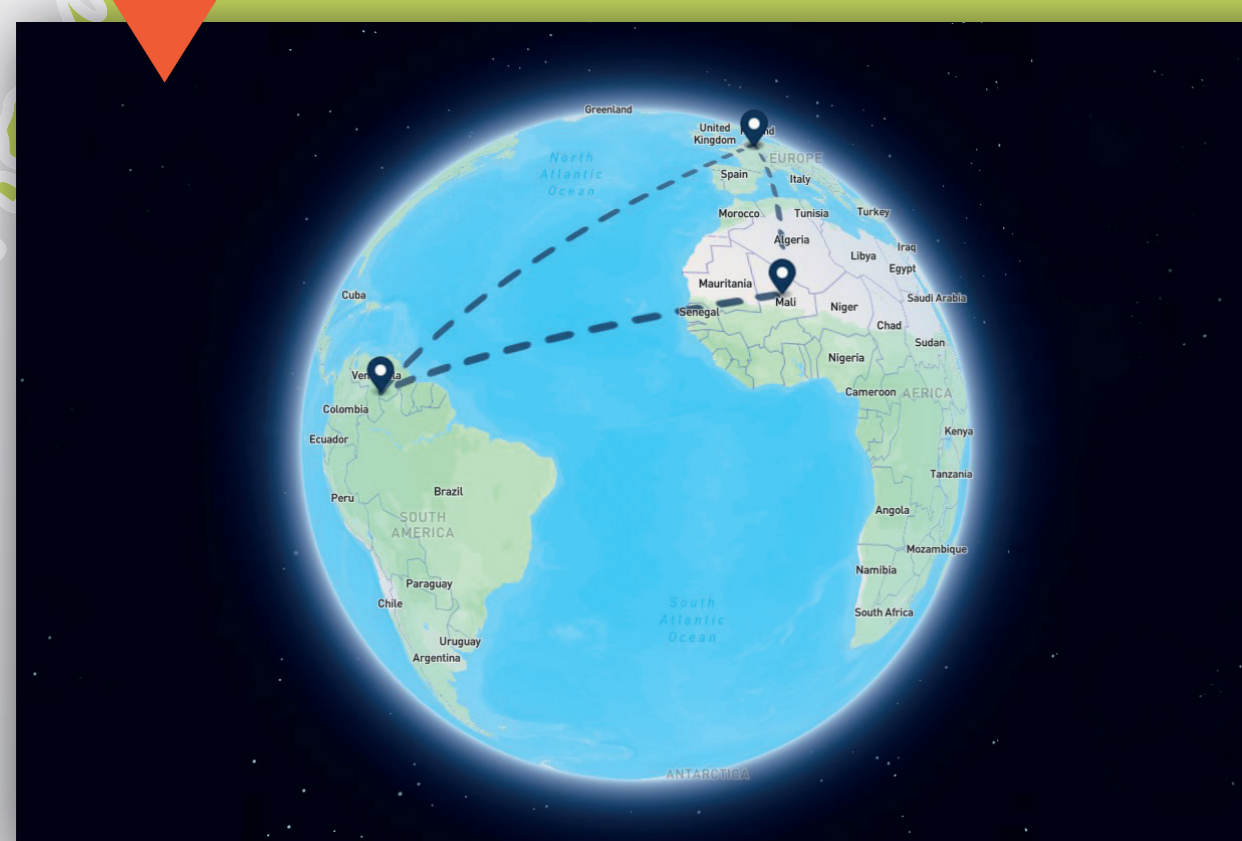 Greenland
United
Kingdom
North
Atlantic
Ocean
EUROPE
Spain
Italy
Morocco
Tunisia
Turkey
Algeria
Iraq
Libya
Egypt
Mauritania
Cuba
Mali
Niger
Saudi Arabia
Senegal
Chad
Sudan
Nigeria
Cameroon
AFRICA
Colombia
Kenya
Ecuador
Tanzania
Peru
Brazil
Angola
SOUTH
AMERICA
Mozambique
Namibia
Paraguay
Chile
South
Atlantic
Ocean
South Africa
Uruguay
Argentina
ANTARCTICA